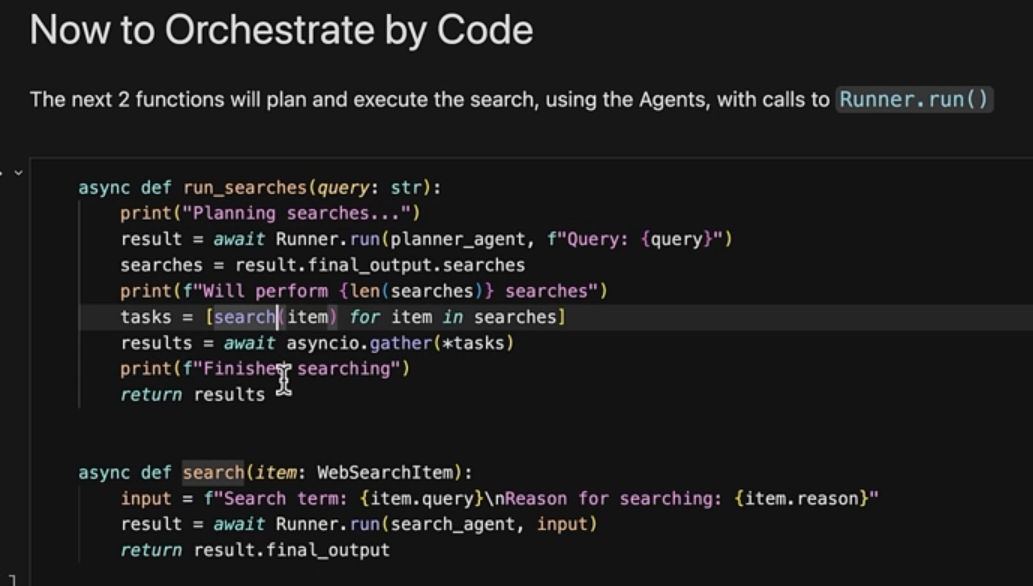 Now to Orchestrate by Code
The next 2 functions will plan and execute the search, using the Agents, with calls to Runner.run()
async def run_searches(query: str):
    print("Planning searches...")
    result = await Runner.run(planner_agent, f"Query: {query}")
    searches = result.final_output.searches
    print(f"Will perform {len(searches)} searches")
    tasks = [search(item) for item in searches]
    results = await asyncio.gather(*tasks)
    print(f"Finished searching")
    return results
async def search(item: WebSearchItem):
    input = f"Search term: {item.query}\nReason for searching: {item.reason}"
    result = await Runner.run(search_agent, input)
    return result.final_output
]